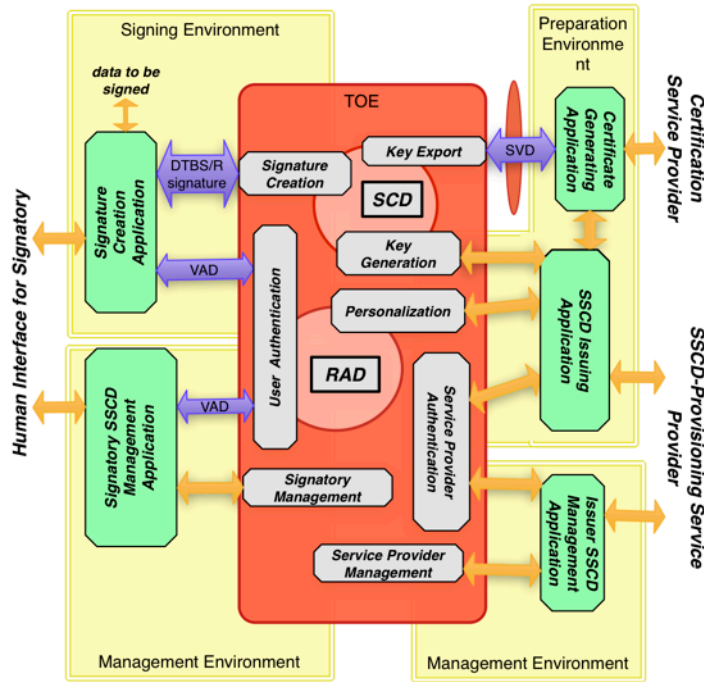 Signing Environment
data to be
signed
Signature
Creation
Application
DTBS/R
signature
VAD
Human Interface for Signatory
Signatory SSCD
Management
Application
VAD
Management Environment
TOE
Key Export
Signature
Creation
SCD
Key
Generation
Personalization
User Authentication
RAD
Service Provider
Authentication
Signatory
Management
Service Provider
Management
SVD
Preparation
Environme
nt
Certificate
Generating
Application
Certification
Service Provider
SSCD Issuing
Application
SSCD-Provisioning Service
Provider
Issuer SSCD
Management
Application
Management Environment